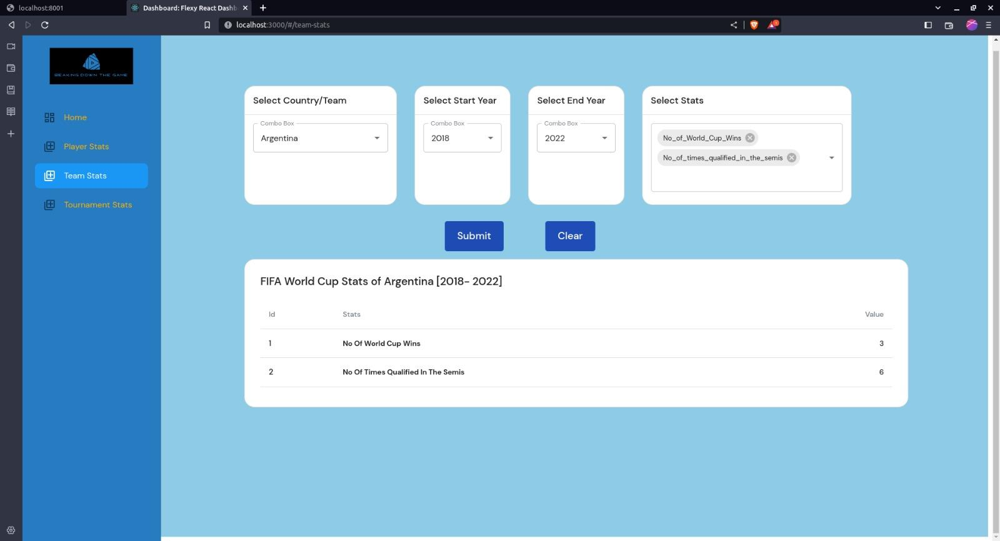 localhost:8001
Dashboard: Flexy React Dashb
localhost:3000/#/team-stats
BEAKING DOWN THE GAME
Home
Player Stats
Team Stats
Tournament Stats
Select Country/Team
Select Start Year
Select End Year
Select Stats
Combo Box
Combo Box
Combo Box
Argentina
2018
2022
No_of_World_Cup_Wins
No_of_times_qualified_in_the_semis
Submit
Clear
FIFA World Cup Stats of Argentina [2018- 2022]
Id Stats Value
1 No Of World Cup Wins 3
2 No Of Times Qualified In The Semis 6